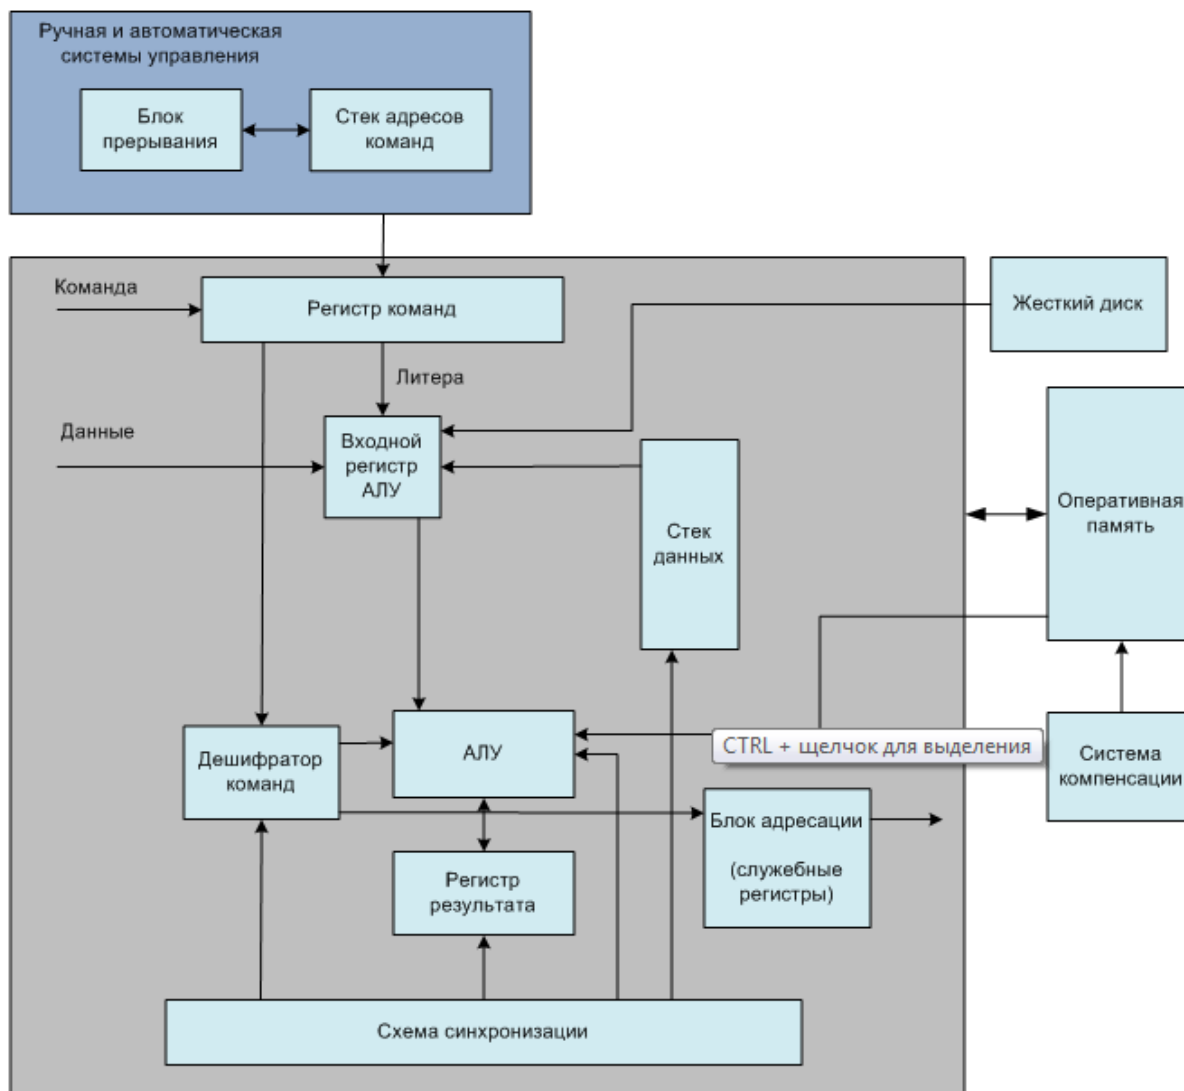 Ручная и автоматическая
системы управления
Блок
прерывания
Стек адресов
команд
Команда
Регистр команд
Жесткий диск
Литера
Данные
Входной
регистр
АЛУ
Стек
данных
Оперативная
память
Дешифратор
команд
АЛУ
CTRL + щелчок для выделения
Система
компенсации
Блок адресации
(служебные
регистры)
Регистр
результата
Схема синхронизации